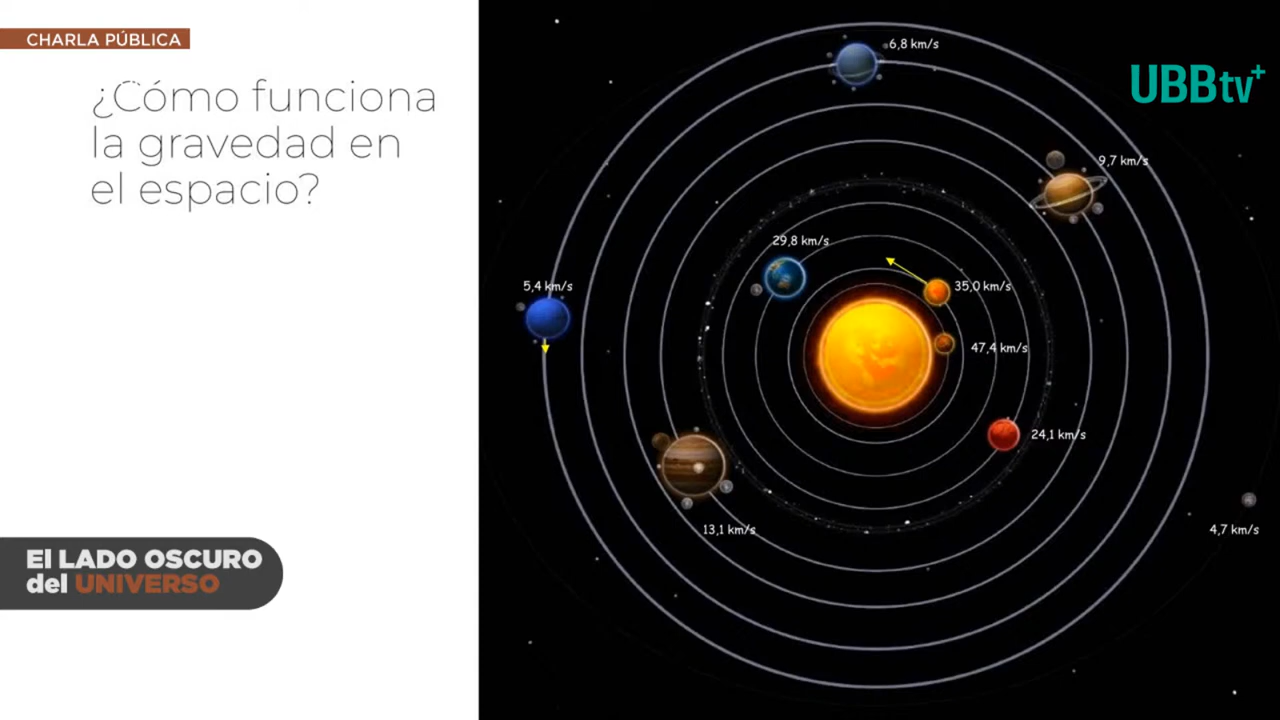 CHARLA PÚBLICA
¿Cómo funciona
la gravedad en
el espacio?
El LADO OSCURO
del UNIVERSO
UBBtv+
6,8 km/s
9,7 km/s
29,8 km/s
5,4 km/s
35,0 km/s
47,4 km/s
24,1 km/s
13,1 km/s
4,7 km/s